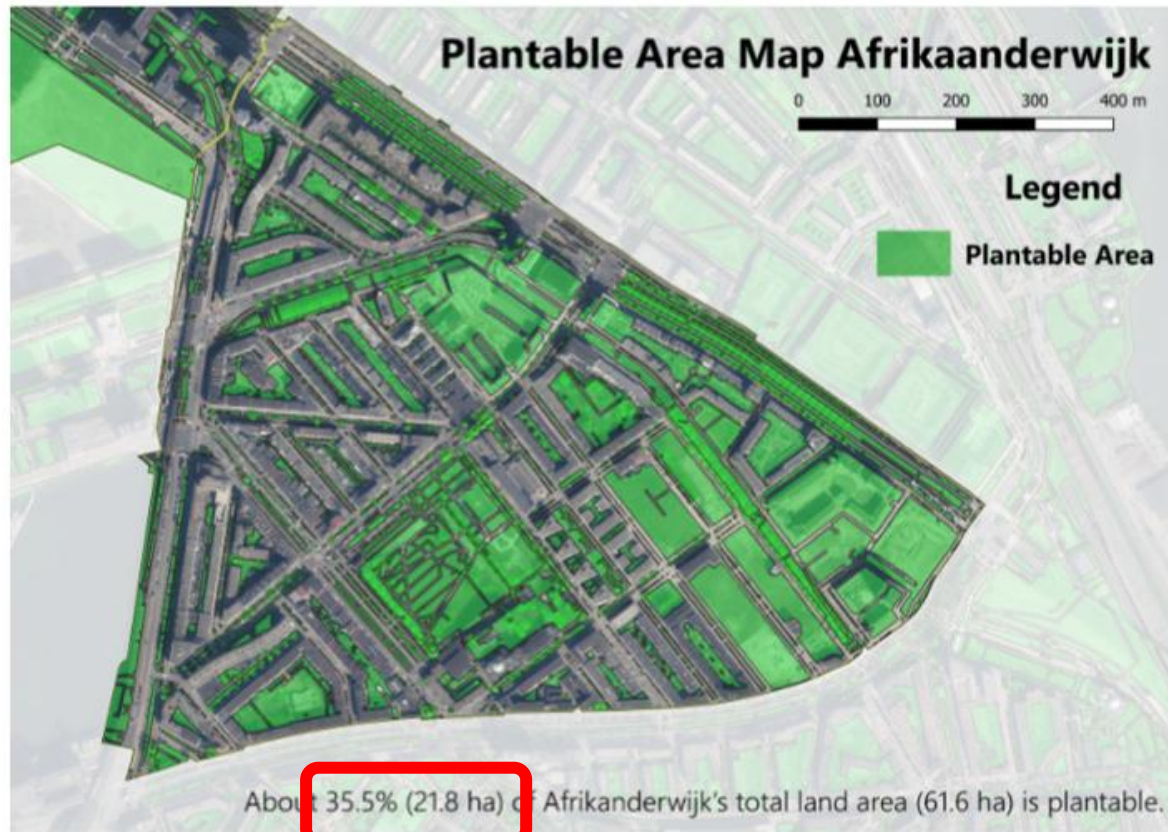 Plantable Area Map Afrikaanderwijk
0 100 200 300 400 m
Legend
Plantable Area
About 35.5% (21.8 ha) of Afrikanderwijk's total land area (61.6 ha) is plantable.